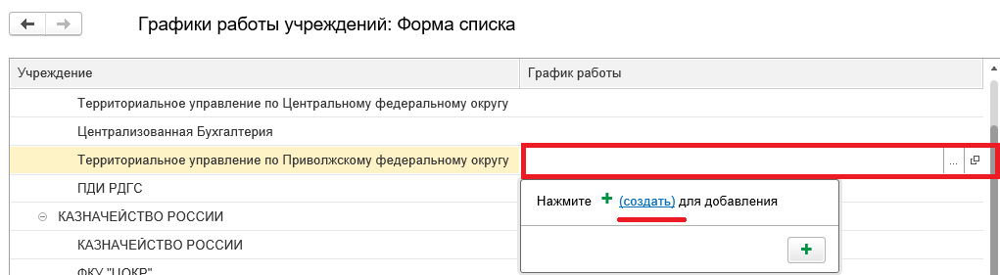 Графики работы учреждений: Форма списка
Учреждение График работы
Территориальное управление по Центральному федеральному округу
Централизованная Бухгалтерия
Территориальное управление по Приволжскому федеральному округу ...
ПДИ РДГС
Нажмите + (создать) для добавления
КАЗНАЧЕЙСТВО РОССИИ
КАЗНАЧЕЙСТВО РОССИИ
ФКУ "ЦОКР"